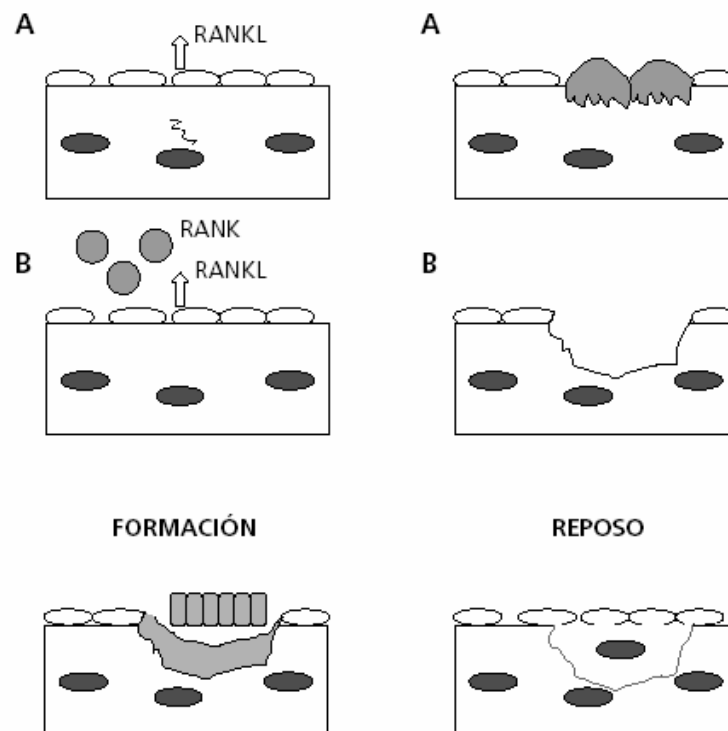 A
RANKL
A
B
RANK
RANKL
B
FORMACIÓN
REPOSO